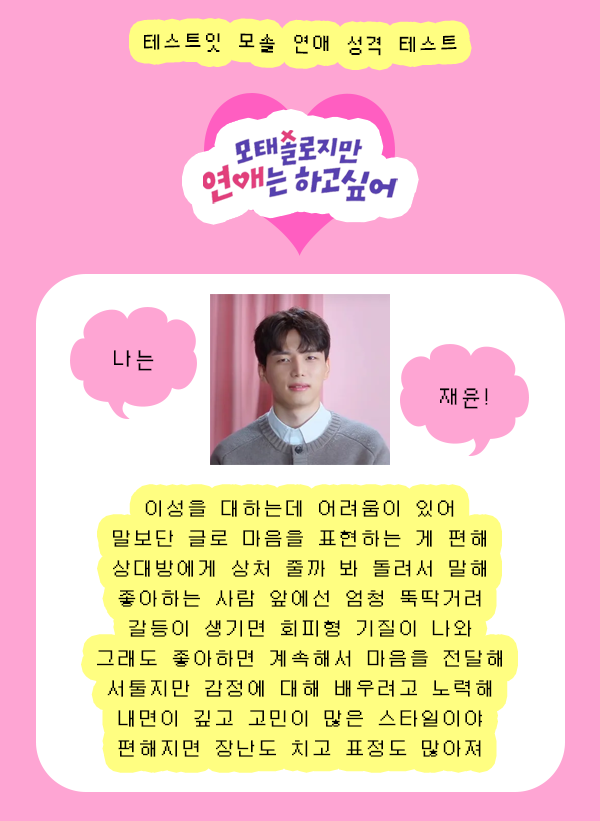 테스트잇 모솔 연애 성격 테스트
모태솔로지만
연애는 하고싶어
나는
재윤!
이성을 대하는데 어려움이 있어
말보단 글로 마음을 표현하는 게 편해
상대방에게 상처 줄까 봐 돌려서 말해
좋아하는 사람 앞에선 엄청 뚝딱거려
갈등이 생기면 회피형 기질이 나와
그래도 좋아하면 계속해서 마음을 전달해
서툴지만 감정에 대해 배우려고 노력해
내면이 깊고 고민이 많은 스타일이야
편해지면 장난도 치고 표정도 많아져